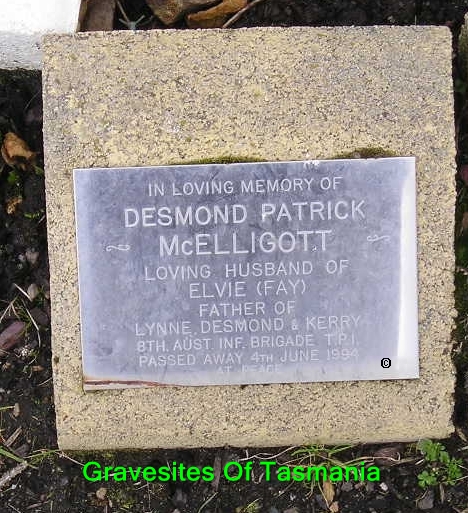 IN LOVING MEMORY OF
DESMOND PATRICK
McELLIGOTT
LOVING HUSBAND OF
ELVIE (FAY)
FATHER OF
LYNNE, DESMOND & KERRY
8TH. AUST. INF. BRIGADE T.P.I.
PASSED AWAY 4TH JUNE 1994
AT PEACE
©
Gravesites Of Tasmania